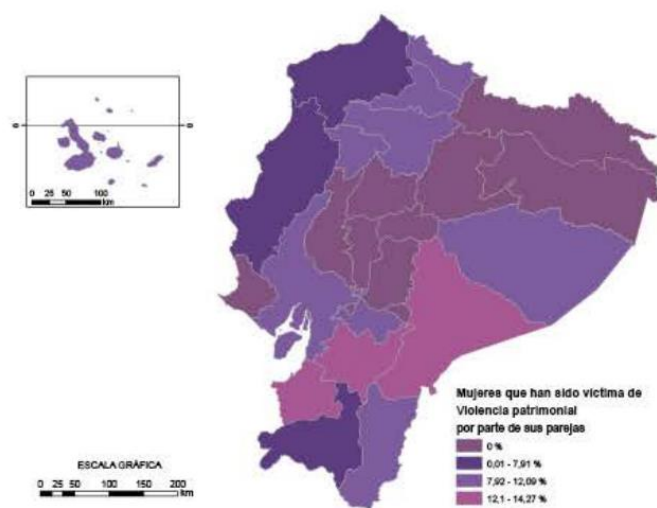 0
0
0 25 50 100
km
Mujeres que han sido víctima de
Violencia patrimonial
por parte de sus parejas
0 %
0,01 - 7,91 %
7,92 - 12,09 %
12,1 - 14,27 %
ESCALA GRÁFICA
0 25 50 100 150 200
km